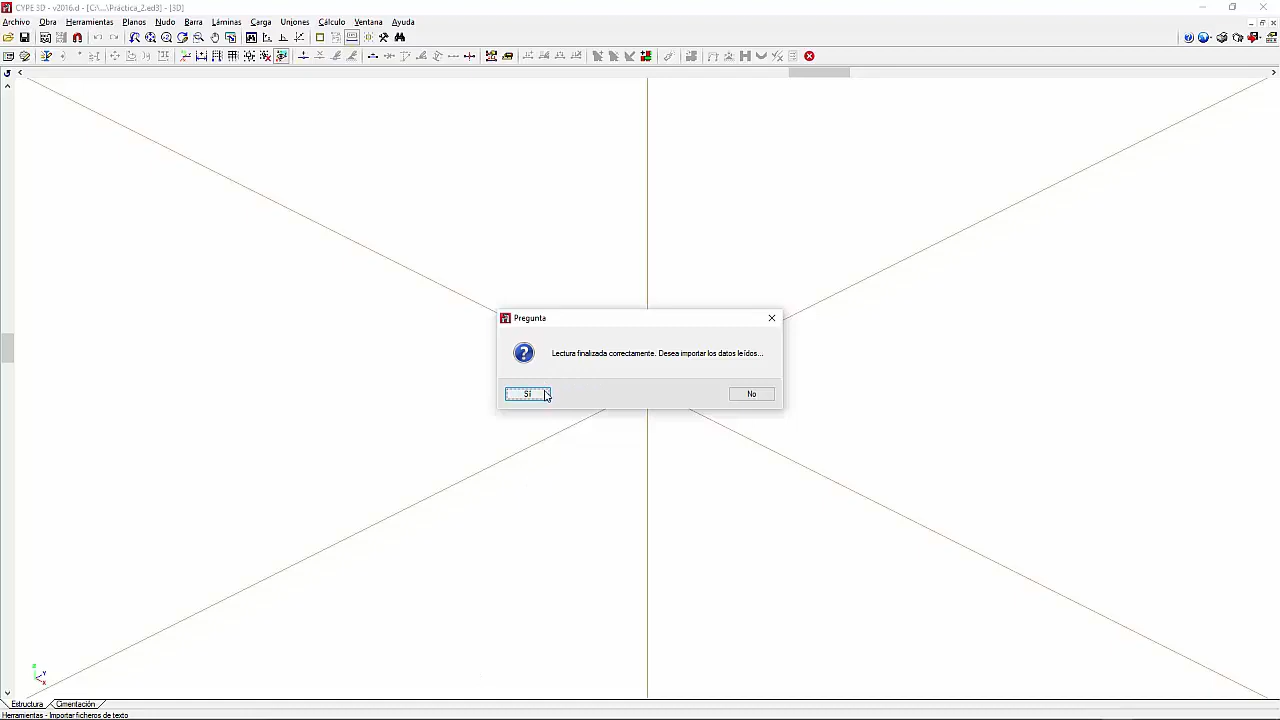 CYPE 3D - v2016.d - [C:\...\Práctica_2.ed3] - [3D]
Archivo Obra Herramientas Planos Nudo Barra Láminas Carga Uniones Cálculo Ventana Ayuda
Pregunta
Lectura finalizada correctamente. Desea importar los datos leídos...
Sí No
Z
Y
X
Estructura Cimentación
Herramientas - Importar ficheros de texto